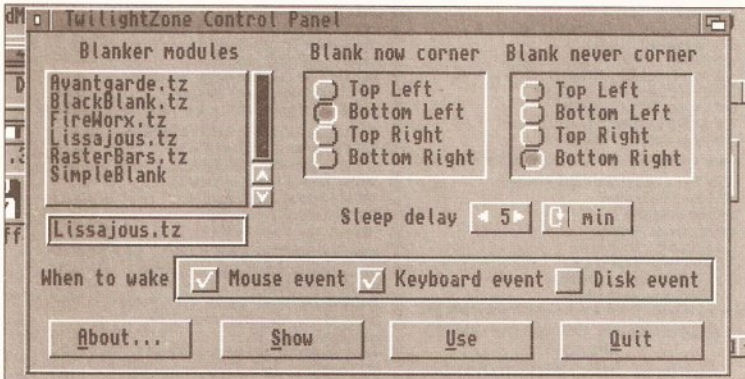 TwilightZone Control Panel
Blanker modules
Avantgarde.tz
BlackBlank.tz
FireWorx.tz
Lissajous.tz
RasterBars.tz
SimpleBlank
Lissajous.tz
Blank now corner
Top Left
Bottom Left
Top Right
Bottom Right
Blank never corner
Top Left
Bottom Left
Top Right
Bottom Right
Sleep delay 5 min
When to wake Mouse event Keyboard event Disk event
About... Show Use Quit